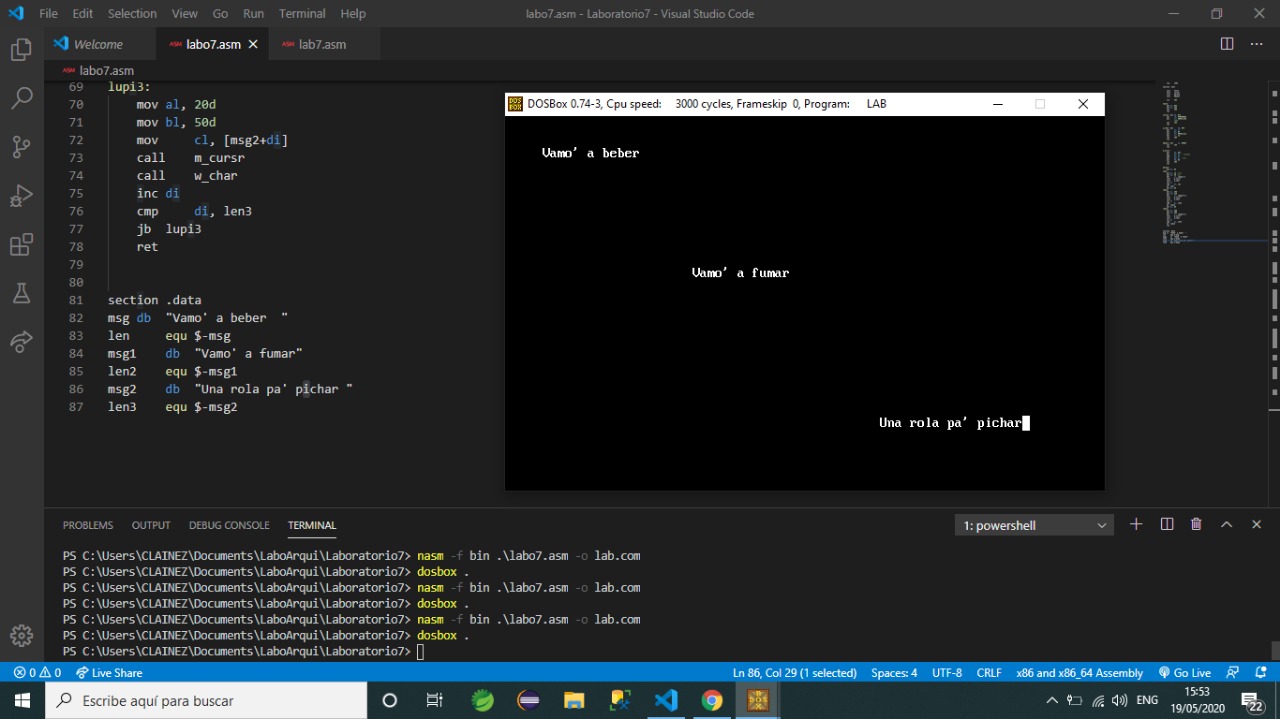 File Edit Selection View Go Run Terminal Help labo7.asm - Laboratorio7 - Visual Studio Code
Welcome labo7.asm lab7.asm
labo7.asm
69 lupi3:
70 mov al, 20d
71 mov bl, 50d
72 mov cl, [msg2+di]
73 call m_cursr
74 call w_char
75 inc di
76 cmp di, len3
77 jb lupi3
78 ret
79
80
81 section .data
82 msg db "Vamo' a beber  "
83 len equ $-msg
84 msg1 db "Vamo' a fumar"
85 len2 equ $-msg1
86 msg2 db "Una rola pa' pichar "
87 len3 equ $-msg2
DOSBox 0.74-3, Cpu speed: 3000 cycles, Frameskip 0, Program: LAB
Vamo' a beber
Vamo' a fumar
Una rola pa' pichar
PROBLEMS OUTPUT DEBUG CONSOLE TERMINAL 1: powershell
PS C:\Users\CLAINEZ\Documents\LaboArqui\Laboratorio7> nasm -f bin .\labo7.asm -o lab.com
PS C:\Users\CLAINEZ\Documents\LaboArqui\Laboratorio7> dosbox .
PS C:\Users\CLAINEZ\Documents\LaboArqui\Laboratorio7> nasm -f bin .\labo7.asm -o lab.com
PS C:\Users\CLAINEZ\Documents\LaboArqui\Laboratorio7> dosbox .
PS C:\Users\CLAINEZ\Documents\LaboArqui\Laboratorio7> nasm -f bin .\labo7.asm -o lab.com
PS C:\Users\CLAINEZ\Documents\LaboArqui\Laboratorio7> dosbox .
PS C:\Users\CLAINEZ\Documents\LaboArqui\Laboratorio7>
0 0 Live Share Ln 86, Col 29 (1 selected) Spaces: 4 UTF-8 CRLF x86 and x86_64 Assembly Go Live
Escribe aquí para buscar ENG 15:53
19/05/2020 22